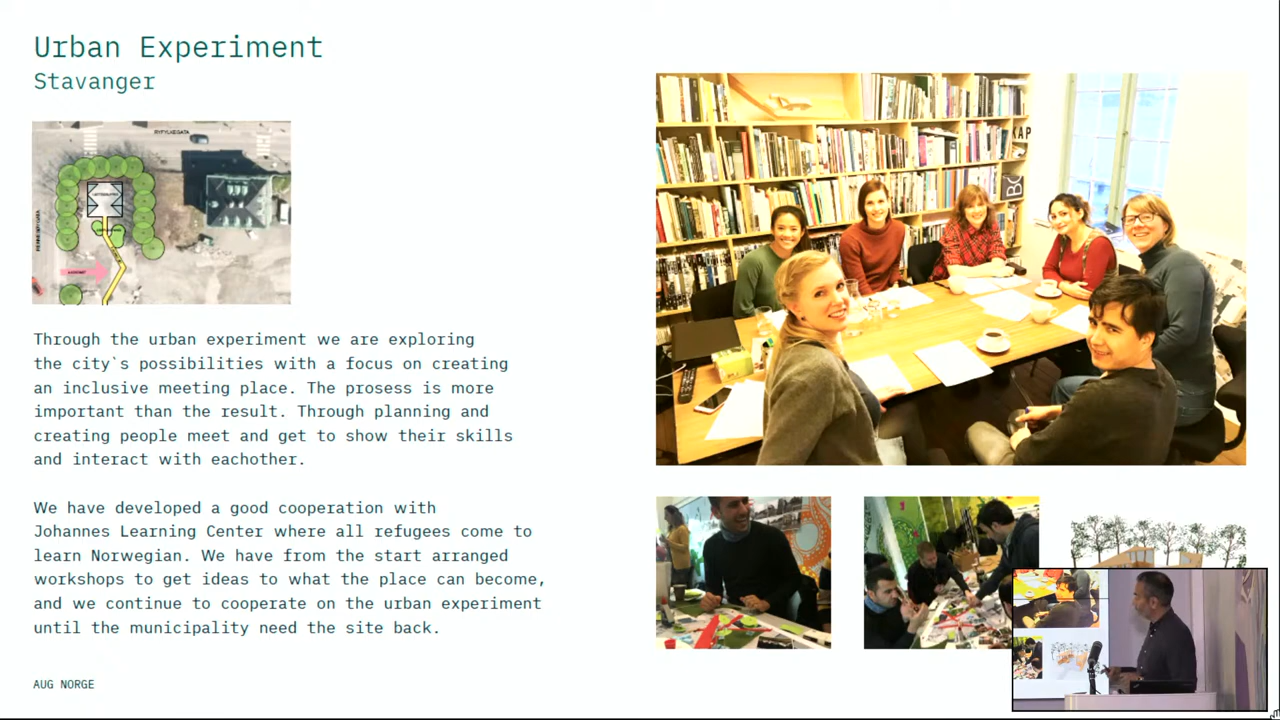 Urban Experiment
Stavanger
RYFYLKEGATA
Through the urban experiment we are exploring
the city`s possibilities with a focus on creating
an inclusive meeting place. The prosess is more
important than the result. Through planning and
creating people meet and get to show their skills
and interact with eachother.
We have developed a good cooperation with
Johannes Learning Center where all refugees come to
learn Norwegian. We have from the start arranged
workshops to get ideas to what the place can become,
and we continue to cooperate on the urban experiment
until the municipality need the site back.
AUG NORGE